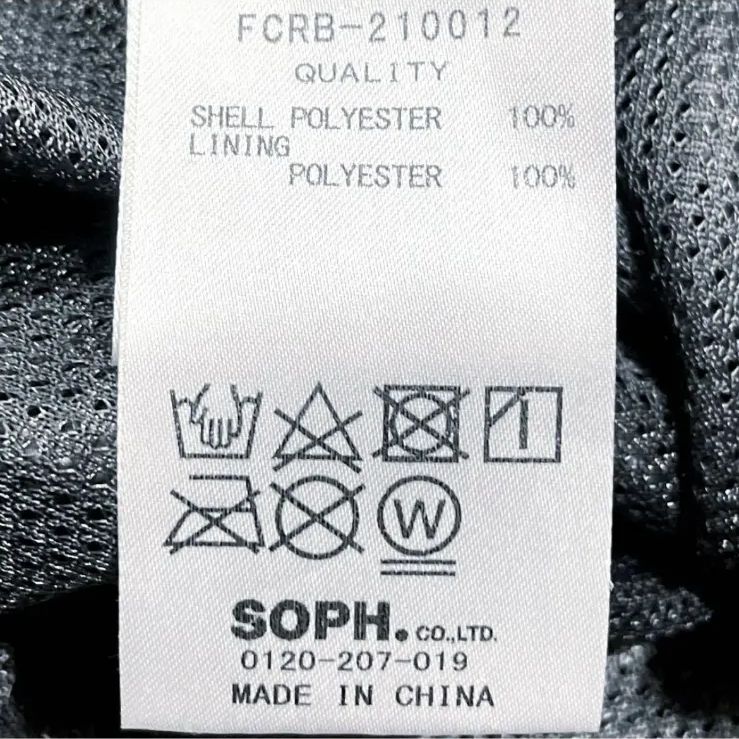 FCRB-210012
QUALITY
SHELL POLYESTER 100%
LINING
POLYESTER 100%
W
SOPH. CO.,LTD.
0120-207-019
MADE IN CHINA